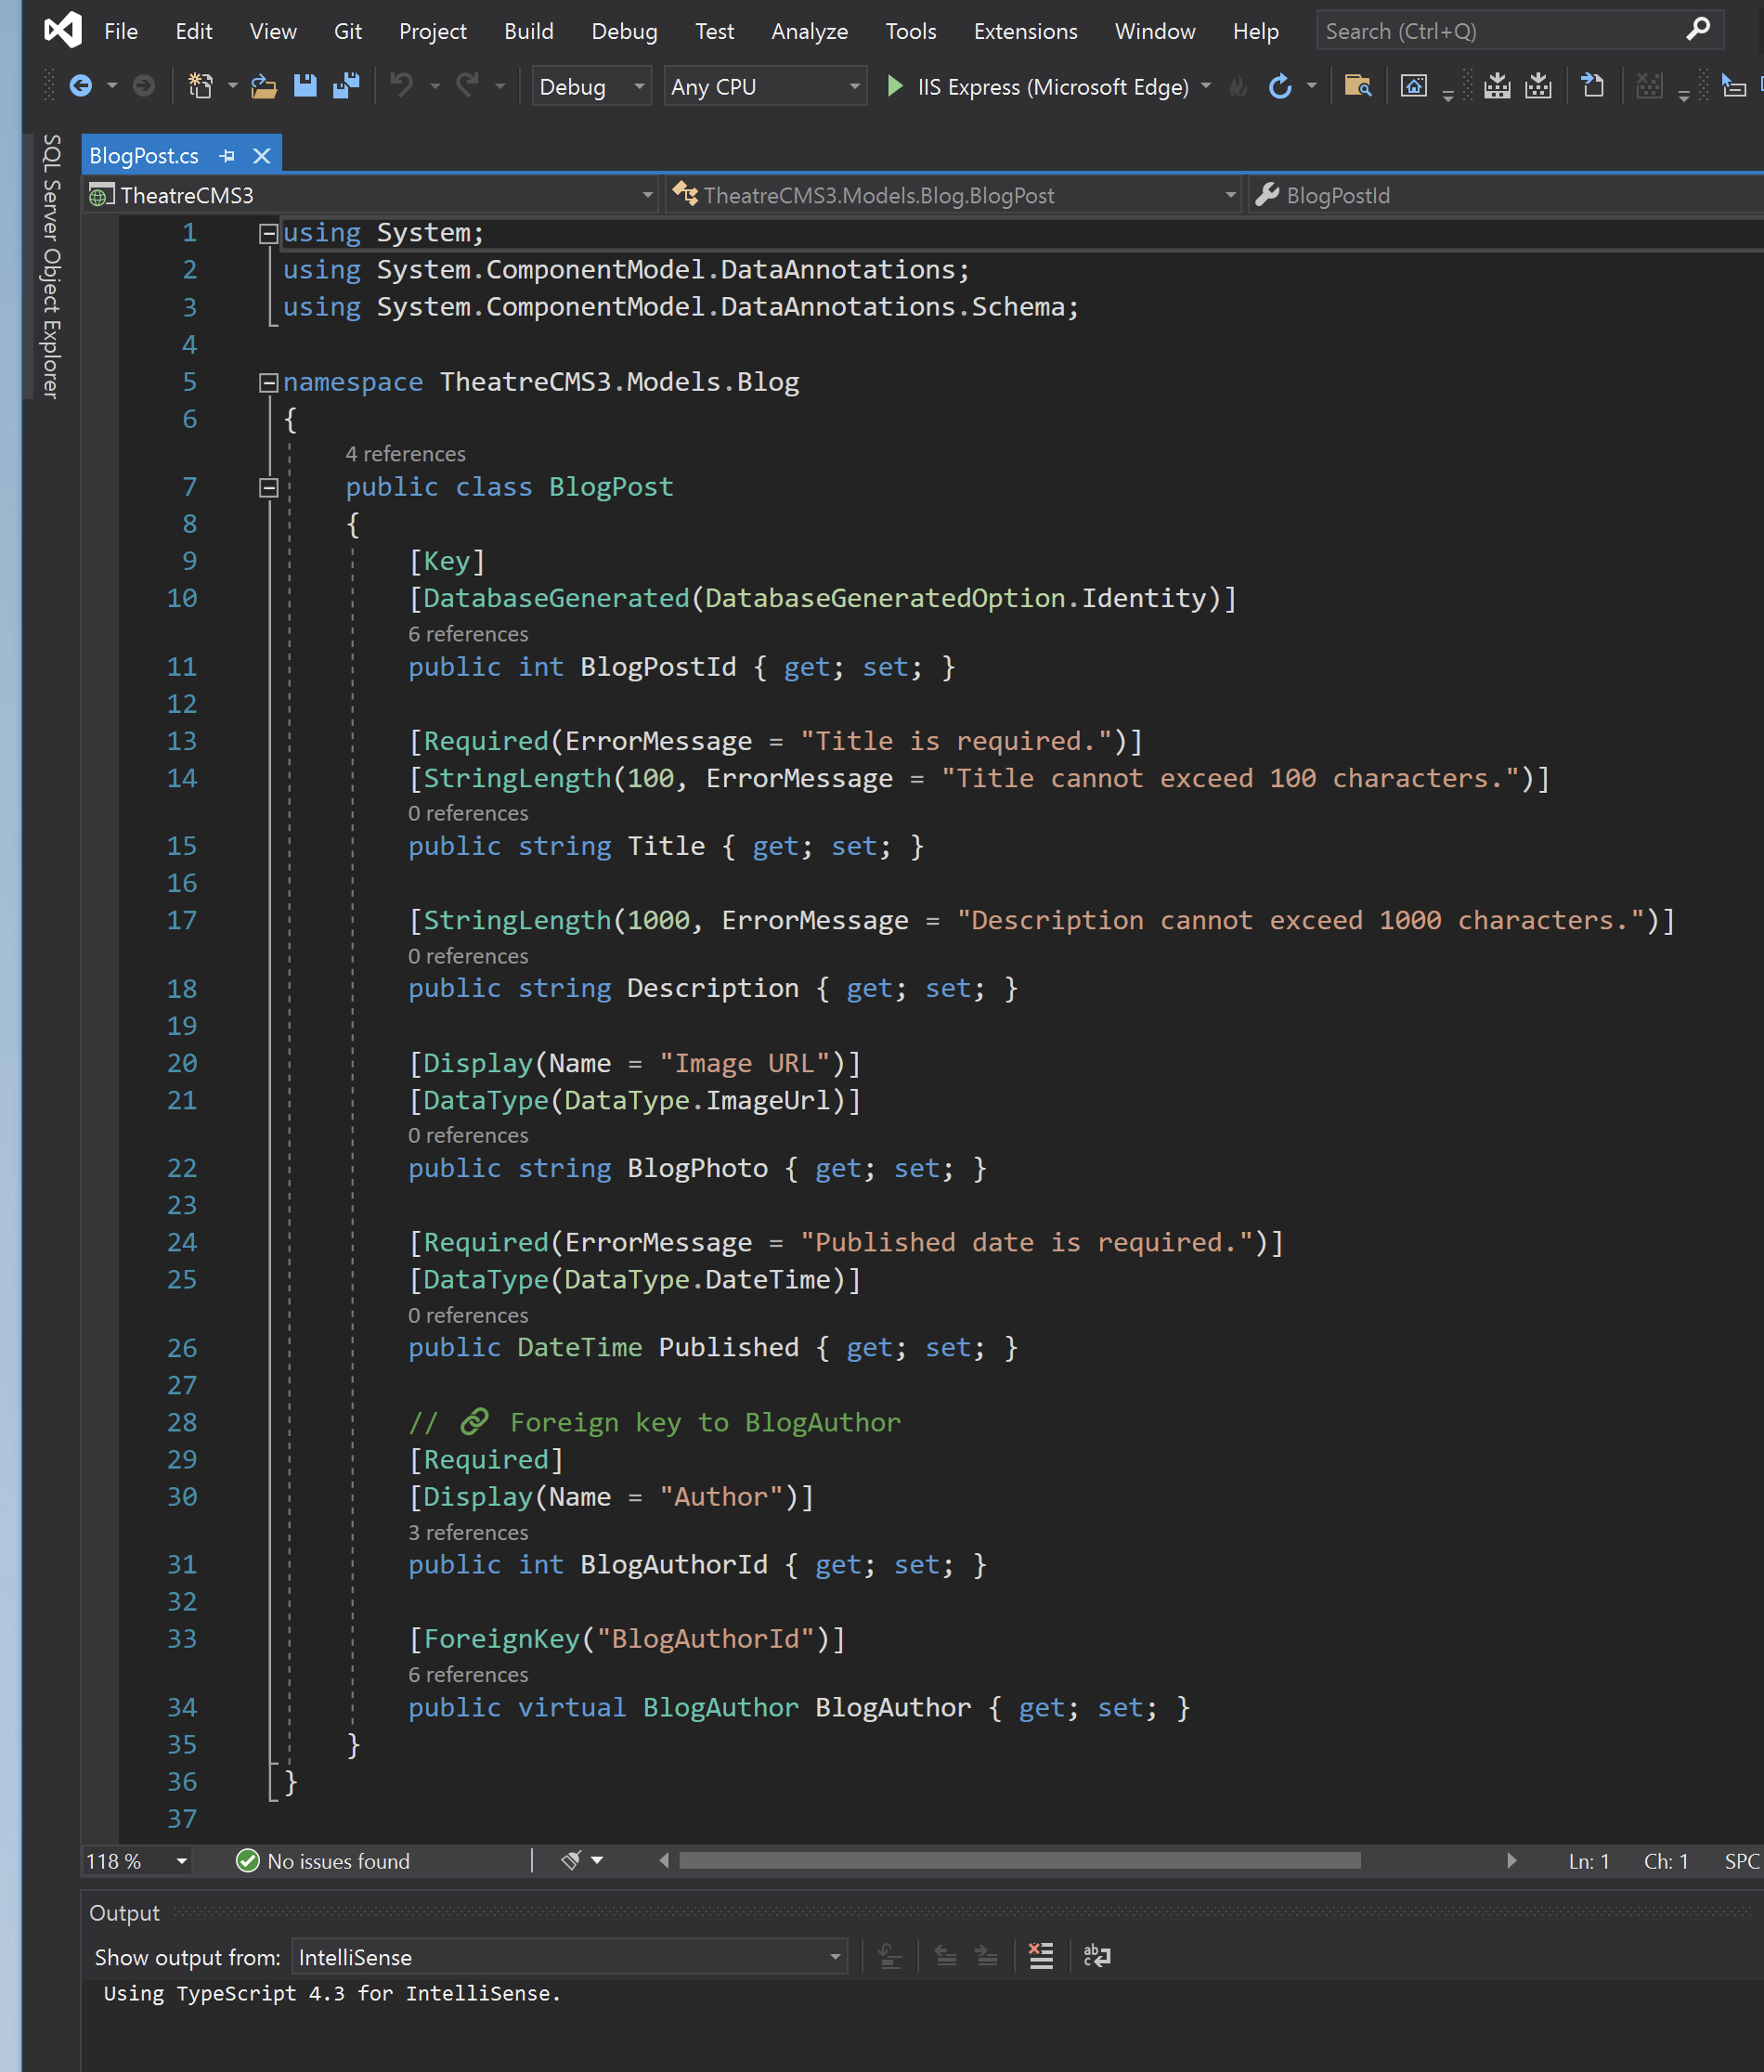 File Edit View Git Project Build Debug Test Analyze Tools Extensions Window Help Search (Ctrl+Q)
Debug Any CPU IIS Express (Microsoft Edge)
SQL Server Object Explorer
BlogPost.cs
TheatreCMS3 TheatreCMS3.Models.Blog.BlogPost BlogPostId
1 using System;
2 using System.ComponentModel.DataAnnotations;
3 using System.ComponentModel.DataAnnotations.Schema;
4
5 namespace TheatreCMS3.Models.Blog
6 {
4 references
7 public class BlogPost
8 {
9 [Key]
10 [DatabaseGenerated(DatabaseGeneratedOption.Identity)]
6 references
11 public int BlogPostId { get; set; }
12
13 [Required(ErrorMessage = "Title is required.")]
14 [StringLength(100, ErrorMessage = "Title cannot exceed 100 characters.")]
0 references
15 public string Title { get; set; }
16
17 [StringLength(1000, ErrorMessage = "Description cannot exceed 1000 characters.")]
0 references
18 public string Description { get; set; }
19
20 [Display(Name = "Image URL")]
21 [DataType(DataType.ImageUrl)]
0 references
22 public string BlogPhoto { get; set; }
23
24 [Required(ErrorMessage = "Published date is required.")]
25 [DataType(DataType.DateTime)]
0 references
26 public DateTime Published { get; set; }
27
28 // 🔗 Foreign key to BlogAuthor
29 [Required]
30 [Display(Name = "Author")]
3 references
31 public int BlogAuthorId { get; set; }
32
33 [ForeignKey("BlogAuthorId")]
6 references
34 public virtual BlogAuthor BlogAuthor { get; set; }
35 }
36 }
37
118 % No issues found Ln: 1 Ch: 1 SPC
Output
Show output from: IntelliSense
Using TypeScript 4.3 for IntelliSense.